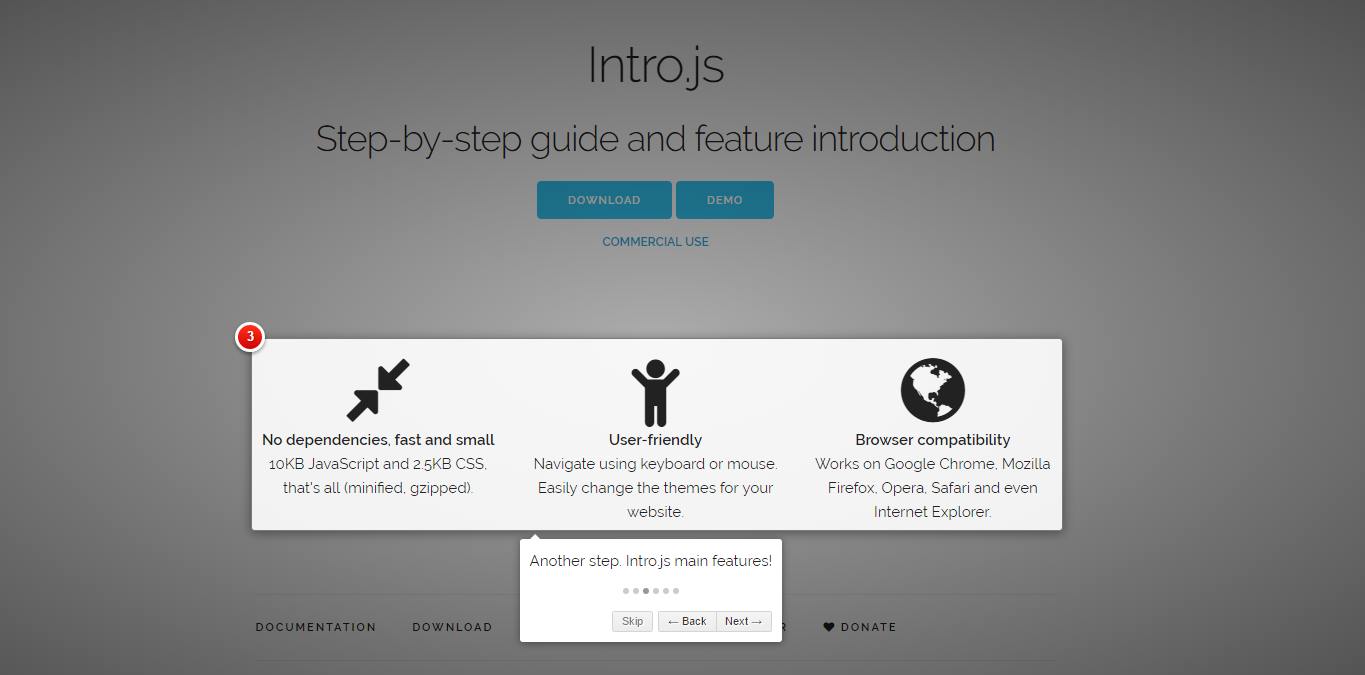 Intro.js
Step-by-step guide and feature introduction
DOWNLOAD DEMO
COMMERCIAL USE
3
No dependencies, fast and small
10KB JavaScript and 2.5KB CSS,
that's all (minified, gzipped).
User-friendly
Navigate using keyboard or mouse.
Easily change the themes for your
website.
Browser compatibility
Works on Google Chrome, Mozilla
Firefox, Opera, Safari and even
Internet Explorer.
Another step. Intro.js main features!
Skip ← Back Next →
DOCUMENTATION DOWNLOAD DONATE